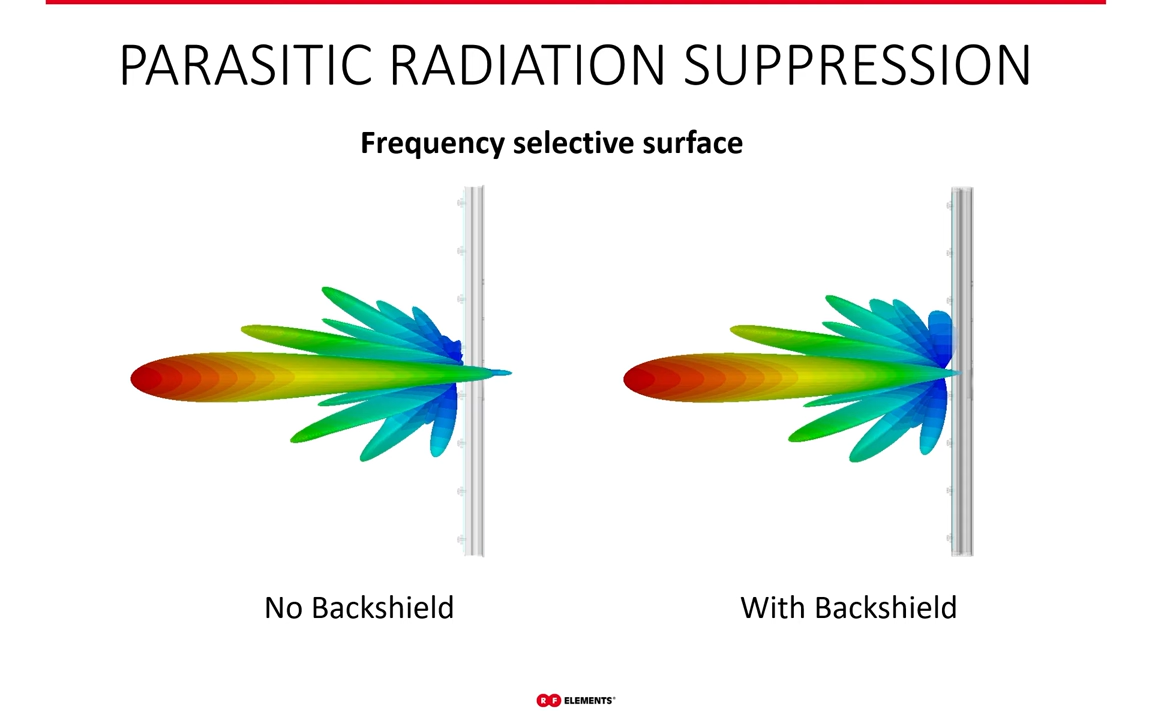 PARASITIC RADIATION SUPPRESSION
Frequency selective surface
No Backshield
With Backshield
RF ELEMENTS®